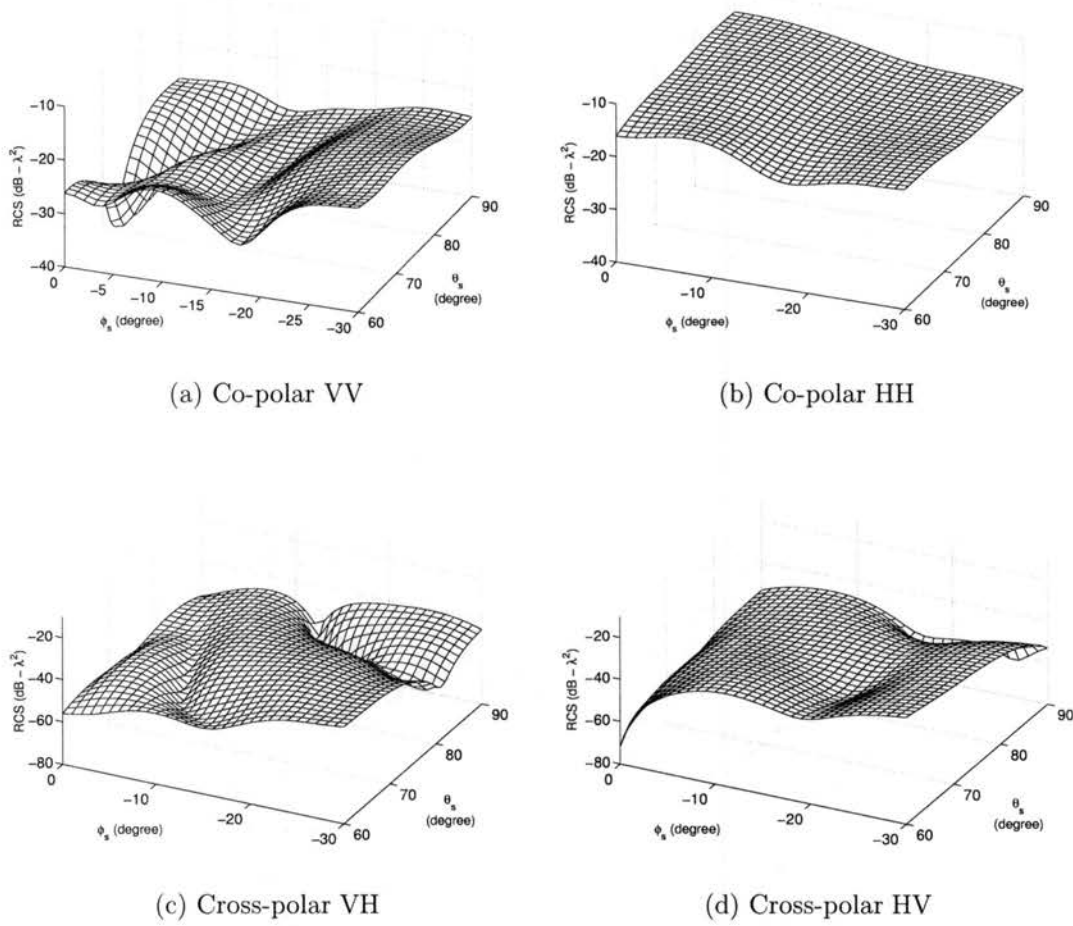 −10
−20
−30
−40
RCS (dB − λ²)
0
−5
−10
−15
−20
−25
−30
ϕs (degree)
60
70
80
90
θs
(degree)
(a) Co-polar VV
−10
−20
−30
−40
RCS (dB − λ²)
0
−10
−20
−30
ϕs (degree)
60
70
80
90
θs
(degree)
(b) Co-polar HH
−20
−40
−60
−80
RCS (dB − λ²)
0
−10
−20
−30
ϕs (degree)
60
70
80
90
θs
(degree)
(c) Cross-polar VH
−20
−40
−60
−80
RCS (dB − λ²)
0
−10
−20
−30
ϕs (degree)
60
70
80
90
θs
(degree)
(d) Cross-polar HV